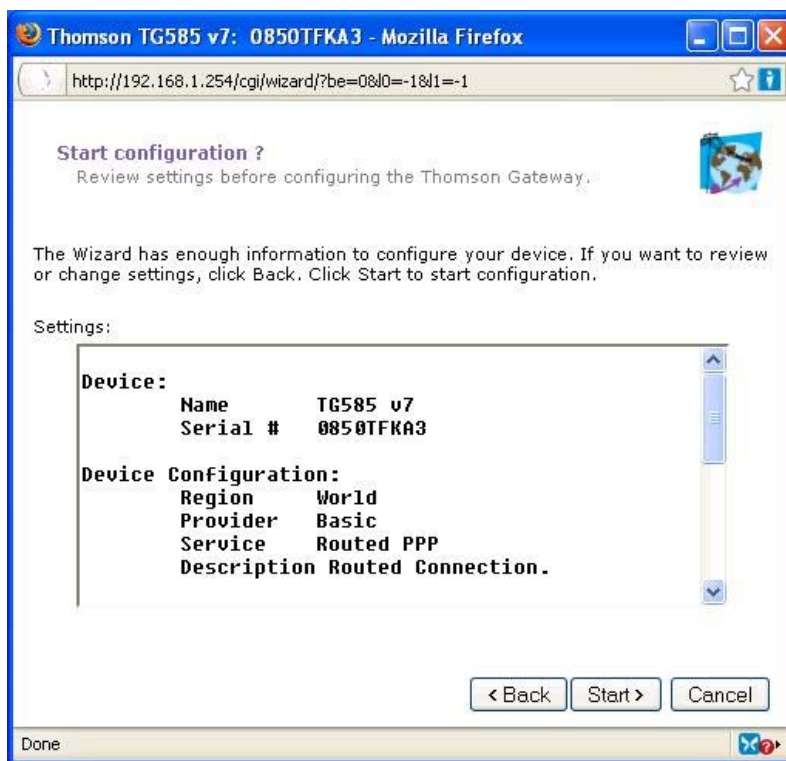 Thomson TG585 v7: 0850TFKA3 - Mozilla Firefox
http://192.168.1.254/cgi/wizard/?be=0&l0=-1&l1=-1
Start configuration ?
Review settings before configuring the Thomson Gateway.
The Wizard has enough information to configure your device. If you want to review
or change settings, click Back. Click Start to start configuration.
Settings:
Device:
Name TG585 v7
Serial # 0850TFKA3
Device Configuration:
Region World
Provider Basic
Service Routed PPP
Description Routed Connection.
< Back Start > Cancel
Done